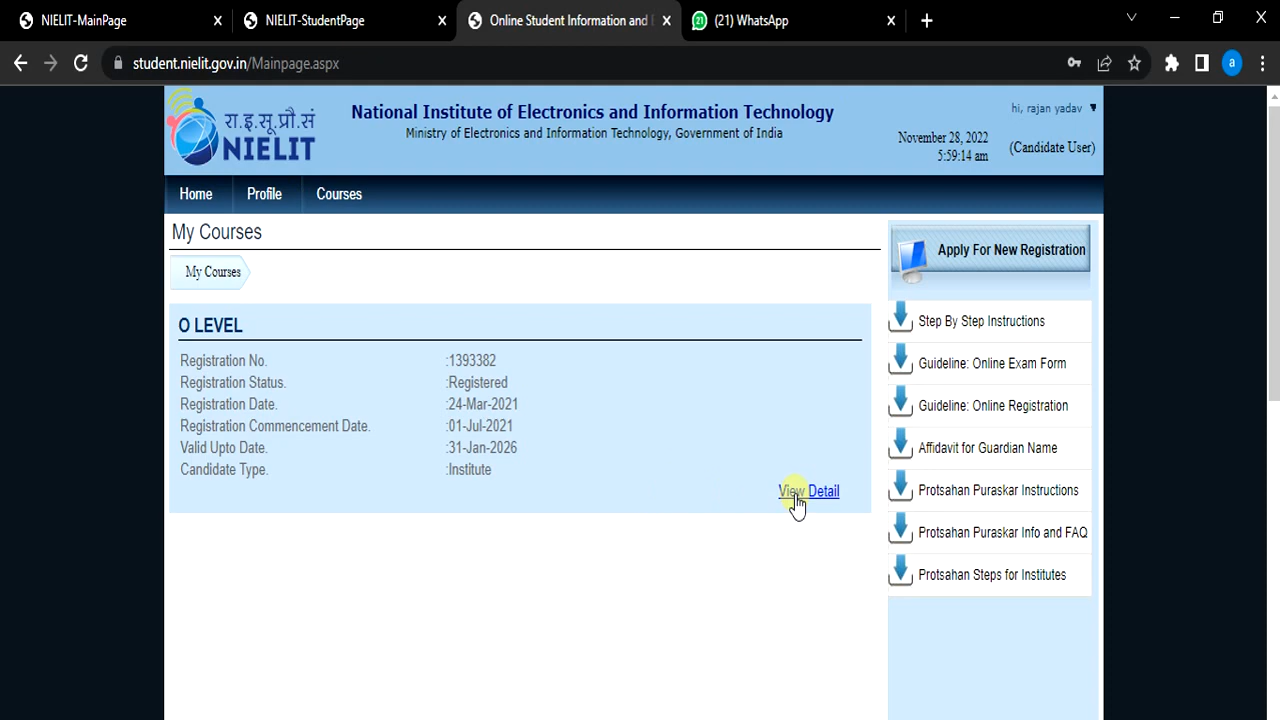 NIELIT-MainPage
NIELIT-StudentPage
Online Student Information and
(21) WhatsApp
student.nielit.gov.in/Mainpage.aspx
a
रा.इ.सू.प्रौ.सं
NIELIT
National Institute of Electronics and Information Technology
Ministry of Electronics and Information Technology, Government of India
hi, rajan yadav
November 28, 2022
5:59:14 am
(Candidate User)
Home
Profile
Courses
My Courses
My Courses
O LEVEL
Registration No. :1393382
Registration Status. :Registered
Registration Date. :24-Mar-2021
Registration Commencement Date. :01-Jul-2021
Valid Upto Date. :31-Jan-2026
Candidate Type. :Institute
View Detail
Apply For New Registration
Step By Step Instructions
Guideline: Online Exam Form
Guideline: Online Registration
Affidavit for Guardian Name
Protsahan Puraskar Instructions
Protsahan Puraskar Info and FAQ
Protsahan Steps for Institutes